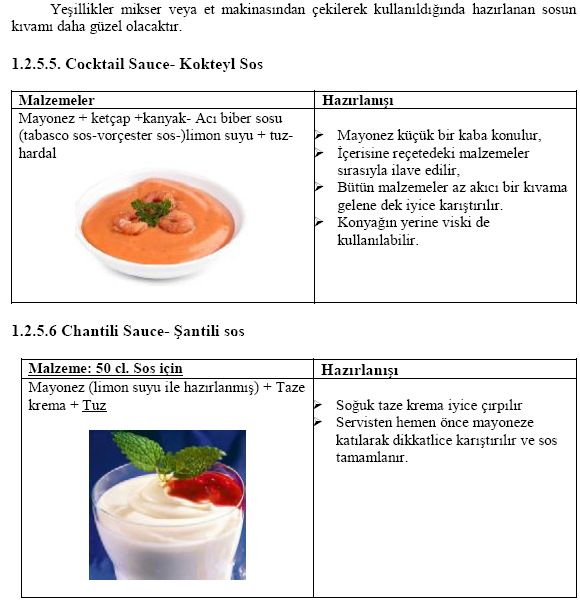 Yeşillikler mikser veya et makinasından çekilerek kullanıldığında hazırlanan sosun
kıvamı daha güzel olacaktır.
1.2.5.5. Cocktail Sauce- Kokteyl Sos
Malzemeler
Mayonez + ketçap +kanyak- Acı biber sosu
(tabasco sos-vorçester sos-)limon suyu + tuz-
hardal
Hazırlanışı
➢ Mayonez küçük bir kaba konulur,
➢ İçerisine reçetedeki malzemeler
sırasıyla ilave edilir,
➢ Bütün malzemeler az akıcı bir kıvama
gelene dek iyice karıştırılır.
➢ Konyağın yerine viski de
kullanılabilir.
1.2.5.6 Chantili Sauce- Şantili sos
Malzeme: 50 cl. Sos için
Mayonez (limon suyu ile hazırlanmış) + Taze
krema + Tuz
Hazırlanışı
➢ Soğuk taze krema iyice çırpılır
➢ Servisten hemen önce mayoneze
katılarak dikkatlice karıştırılır ve sos
tamamlanır.